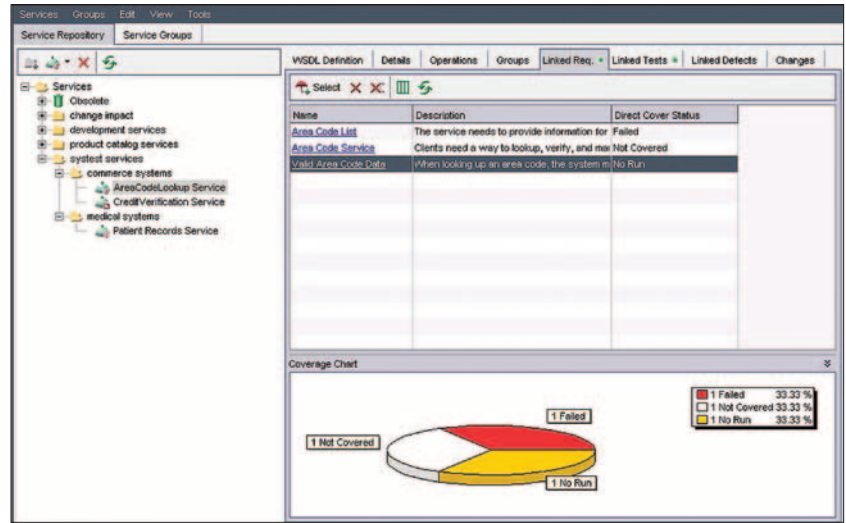 Services Groups Edit View Tools
Service Repository Service Groups
Services
Obsolete
change impact
development services
product catalog services
systest services
commerce systems
AreaCodeLookup Service
CreditVerification Service
medical systems
Patient Records Service
WSDL Definition Details Operations Groups Linked Req. Linked Tests Linked Defects Changes
Select
Name Description Direct Cover Status
Area Code List The service needs to provide information for Failed
Area Code Service Clients need a way to lookup, verify, and mar Not Covered
Valid Area Code Data When looking up an area code, the system m No Run
Coverage Chart
1 Failed
1 Not Covered
1 No Run
1 Failed 33.33 %
1 Not Covered 33.33 %
1 No Run 33.33 %